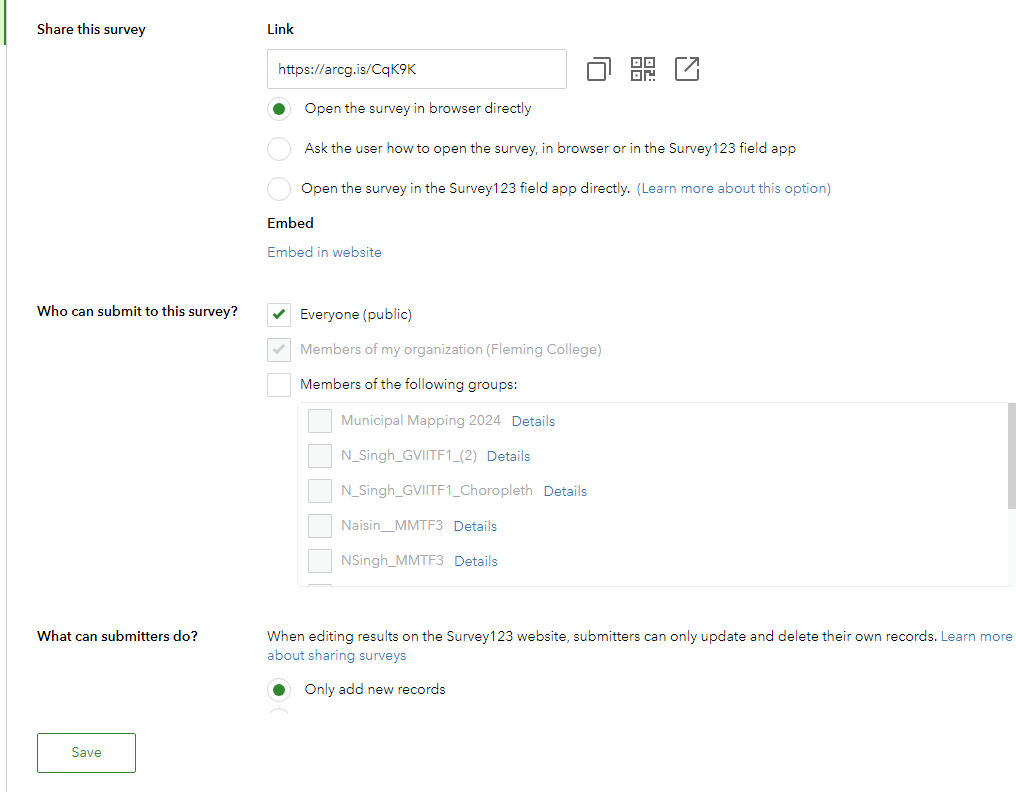 Share this survey
Link
https://arcg.is/CqK9K
Open the survey in browser directly
Ask the user how to open the survey, in browser or in the Survey123 field app
Open the survey in the Survey123 field app directly. (Learn more about this option)
Embed
Embed in website
Who can submit to this survey?
Everyone (public)
Members of my organization (Fleming College)
Members of the following groups:
Municipal Mapping 2024 Details
N_Singh_GVIITF1_(2) Details
N_Singh_GVIITF1_Choropleth Details
Naisin__MMTF3 Details
NSingh_MMTF3 Details
What can submitters do?
When editing results on the Survey123 website, submitters can only update and delete their own records. Learn more
about sharing surveys
Only add new records
Save